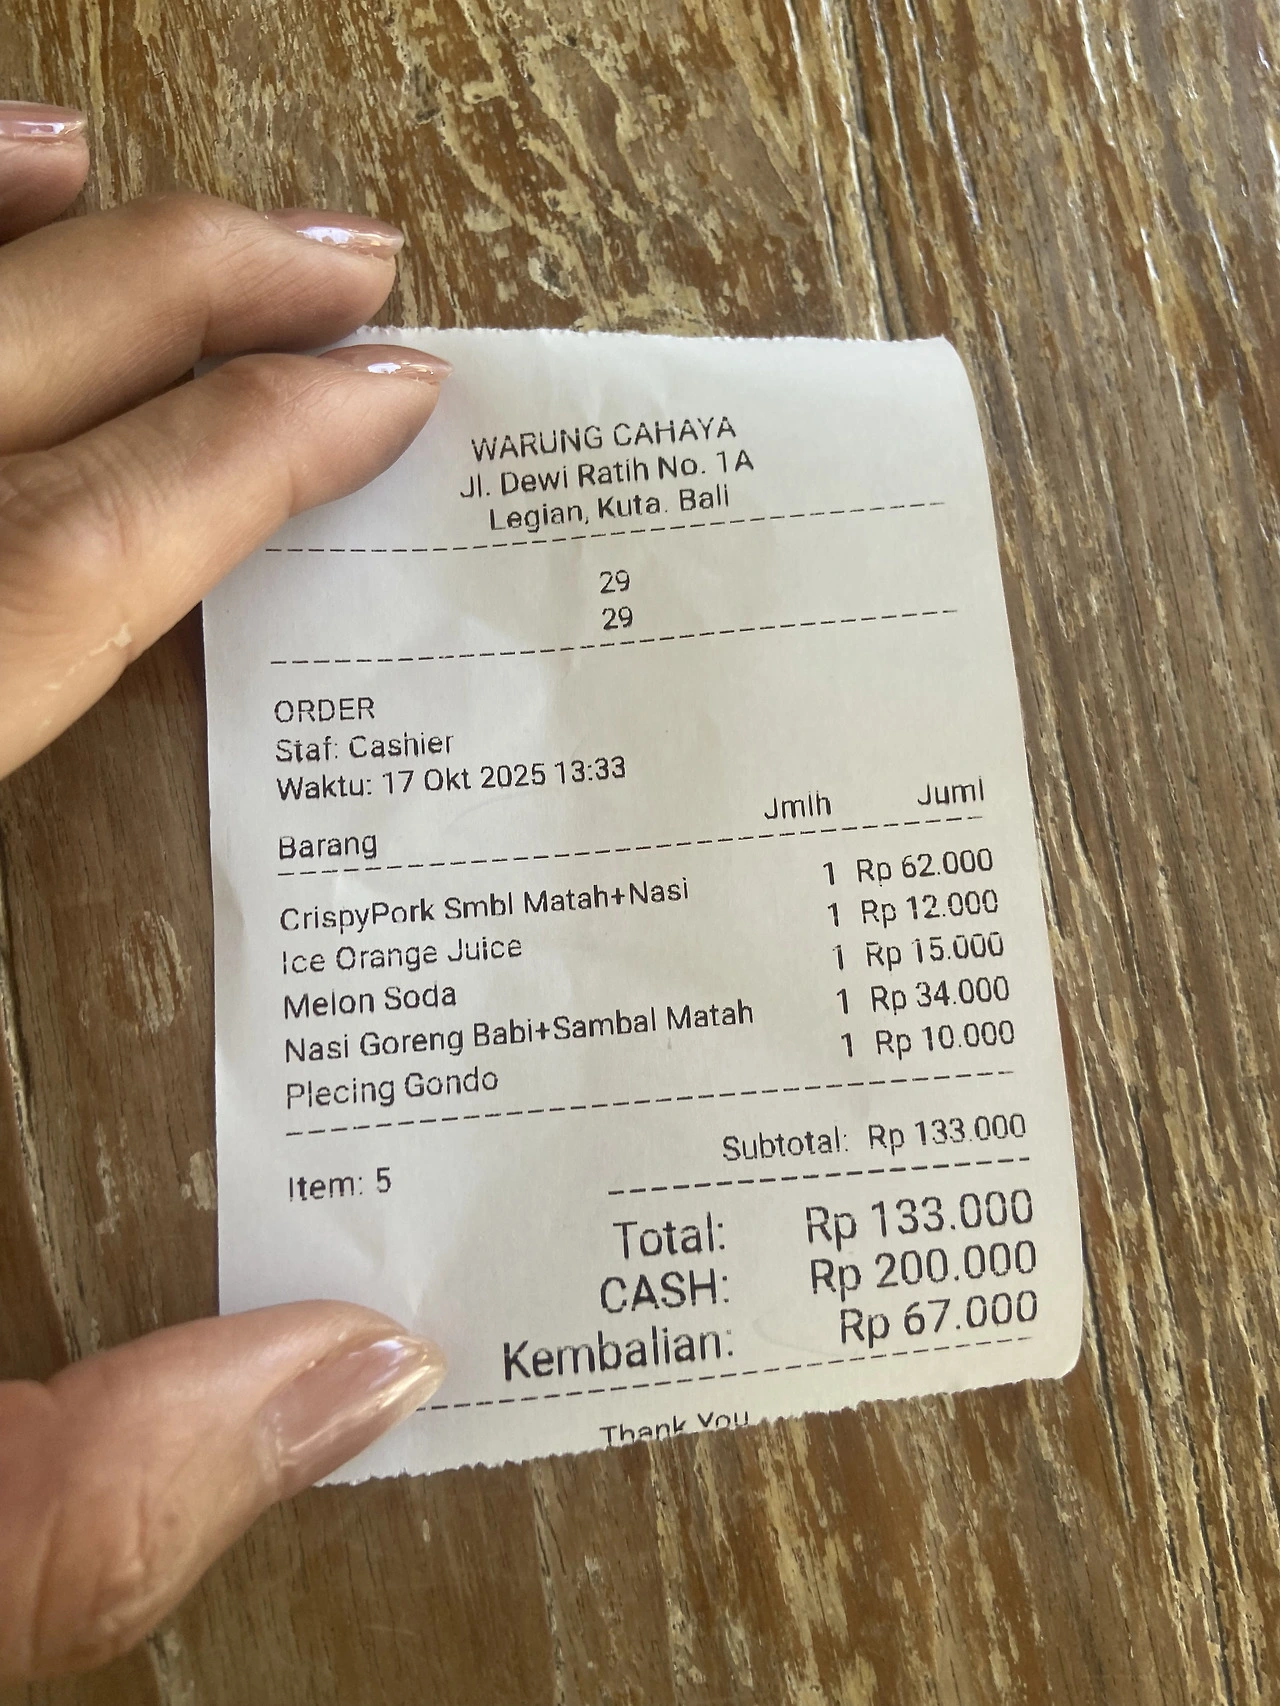 WARUNG CAHAYA
Jl. Dewi Ratih No. 1A
Legian, Kuta. Bali
29
29
ORDER
Staf: Cashier
Waktu: 17 Okt 2025 13:33
Barang Jmlh Juml
CrispyPork Smbl Matah+Nasi 1 Rp 62.000
Ice Orange Juice 1 Rp 12.000
Melon Soda 1 Rp 15.000
Nasi Goreng Babi+Sambal Matah 1 Rp 34.000
Plecing Gondo 1 Rp 10.000
Subtotal: Rp 133.000
Item: 5
Total: Rp 133.000
CASH: Rp 200.000
Kembalian: Rp 67.000
Thank You